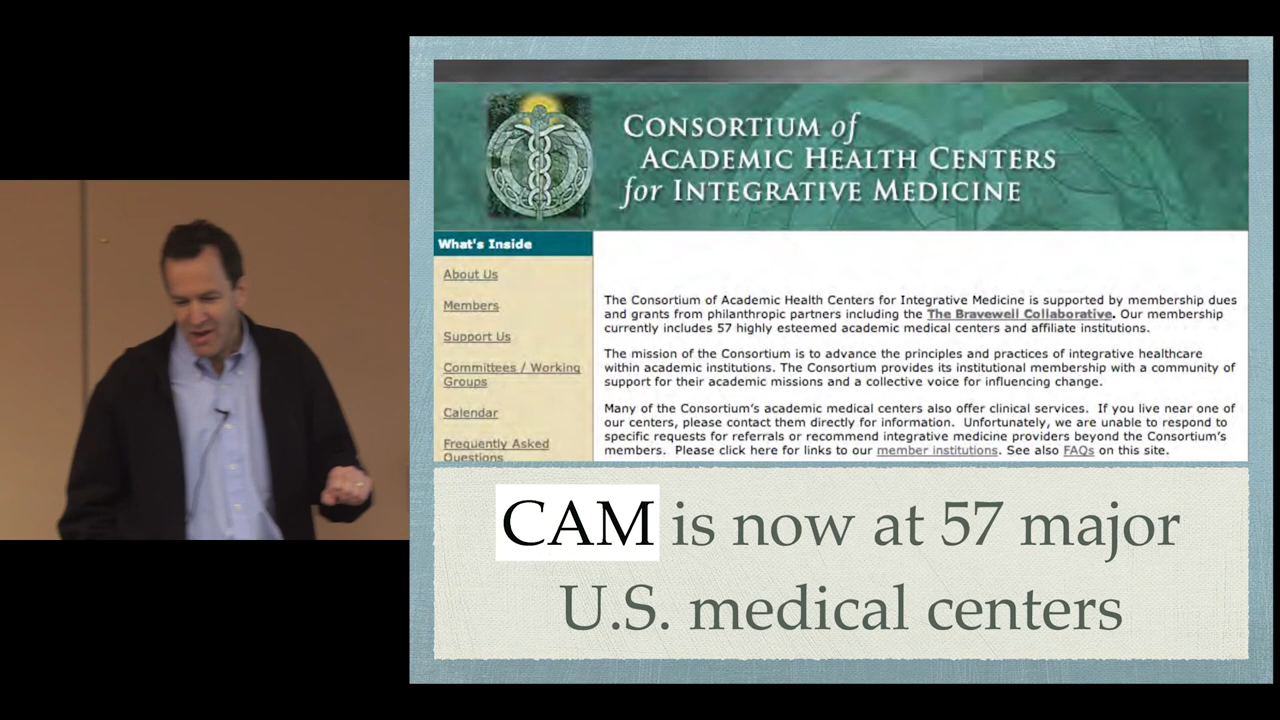 CONSORTIUM of
ACADEMIC HEALTH CENTERS
for INTEGRATIVE MEDICINE
What's Inside
About Us
Members
Support Us
Committees / Working
Groups
Calendar
Frequently Asked
Questions
The Consortium of Academic Health Centers for Integrative Medicine is supported by membership dues
and grants from philanthropic partners including the The Bravewell Collaborative. Our membership
currently includes 57 highly esteemed academic medical centers and affiliate institutions.
The mission of the Consortium is to advance the principles and practices of integrative healthcare
within academic institutions. The Consortium provides its institutional membership with a community of
support for their academic missions and a collective voice for influencing change.
Many of the Consortium's academic medical centers also offer clinical services. If you live near one of
our centers, please contact them directly for information. Unfortunately, we are unable to respond to
specific requests for referrals or recommend integrative medicine providers beyond the Consortium's
members. Please click here for links to our member institutions. See also FAQs on this site.
CAM is now at 57 major
U.S. medical centers